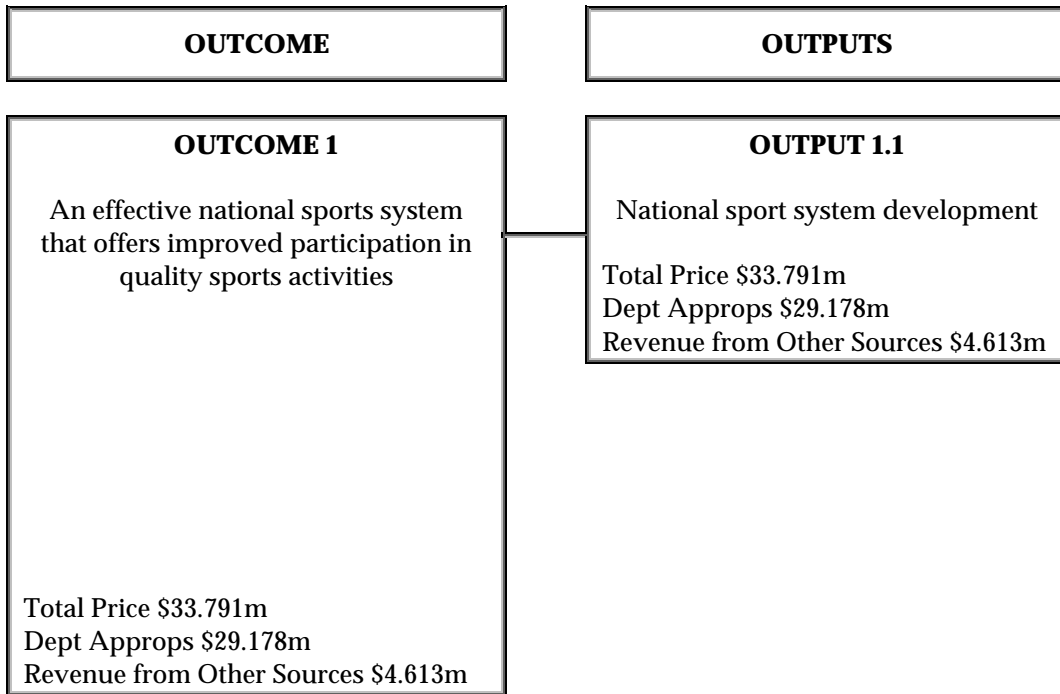 OUTCOME
OUTPUTS
OUTCOME 1
An effective national sports system
that offers improved participation in
quality sports activities
Total Price $33.791m
Dept Approps $29.178m
Revenue from Other Sources $4.613m
OUTPUT 1.1
National sport system development
Total Price $33.791m
Dept Approps $29.178m
Revenue from Other Sources $4.613m